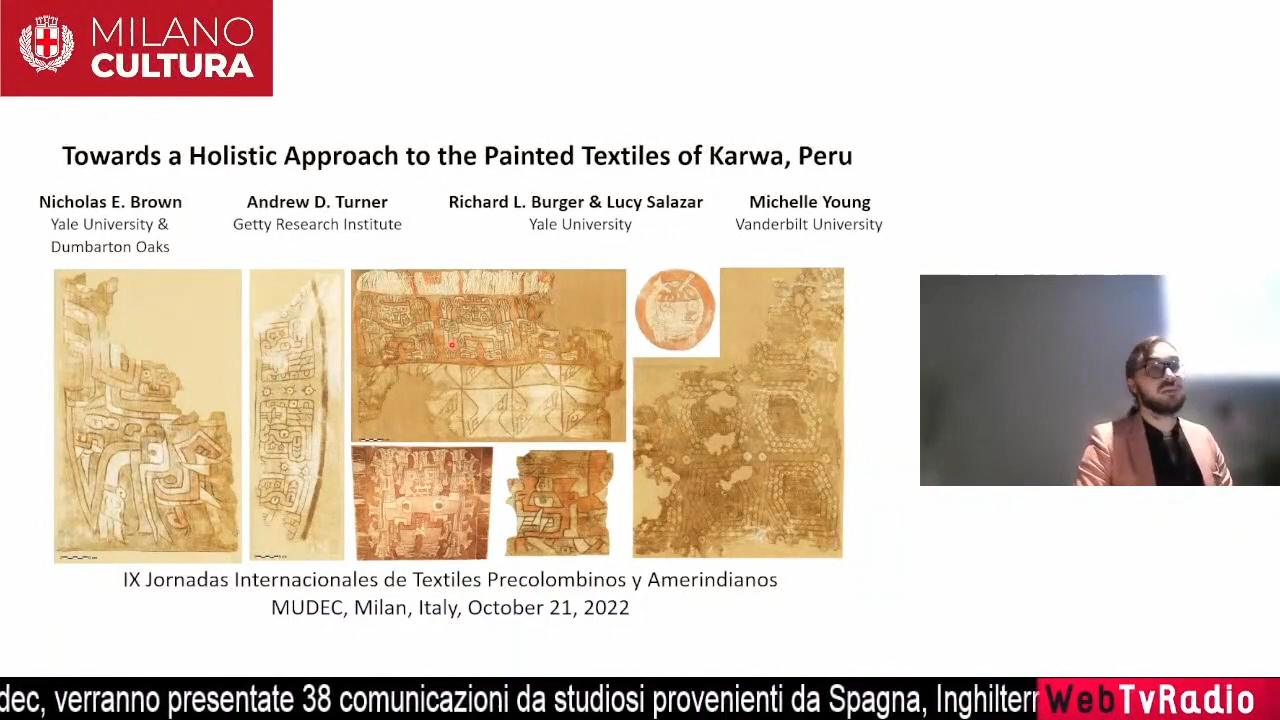 MILANO
CULTURA
Towards a Holistic Approach to the Painted Textiles of Karwa, Peru
Nicholas E. Brown
Yale University &
Dumbarton Oaks
Andrew D. Turner
Getty Research Institute
Richard L. Burger & Lucy Salazar
Yale University
Michelle Young
Vanderbilt University
IX Jornadas Internacionales de Textiles Precolombinos y Amerindianos
MUDEC, Milan, Italy, October 21, 2022
dec, verranno presentate 38 comunicazioni da studiosi provenienti da Spagna, Inghilterr
WebTvRadio